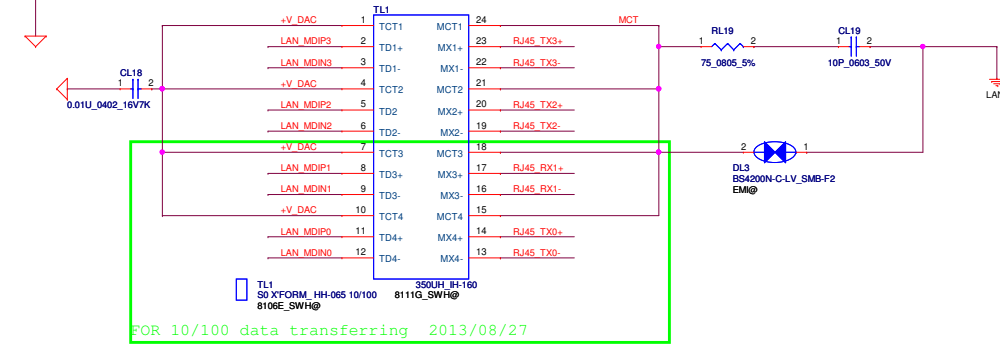 TL1
+V_DAC 1 TCT1 MCT1 24 MCT
LAN_MDIP3 2 TD1+ MX1+ 23 RJ45_TX3+
LAN_MDIN3 3 TD1- MX1- 22 RJ45_TX3-
+V_DAC 4 TCT2 MCT2 21
LAN_MDIP2 5 TD2 MX2+ 20 RJ45_TX2+
LAN_MDIN2 6 TD2- MX2- 19 RJ45_TX2-
+V_DAC 7 TCT3 MCT3 18
LAN_MDIP1 8 TD3+ MX3+ 17 RJ45_RX1+
LAN_MDIN1 9 TD3- MX3- 16 RJ45_RX1-
+V_DAC 10 TCT4 MCT4 15
LAN_MDIP0 11 TD4+ MX4+ 14 RJ45_TX0+
LAN_MDIN0 12 TD4- MX4- 13 RJ45_TX0-
CL18
1 2
0.01U_0402_16V7K
RL19
1 2
75_0805_5%
CL19
1 2
10P_0603_50V
LAN
2 1
DL3
BS4200N-C-LV_SMB-F2
EMI@
350UH_IH-160
8111G_SWH@
TL1
S0 X'FORM_HH-065 10/100
8106E_SWH@
FOR 10/100 data transferring 2013/08/27